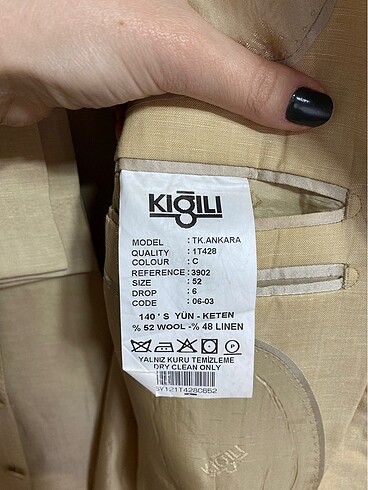 KIĞILI
MODEL : TK.ANKARA
QUALITY : 1T428
COLOUR : C
REFERENCE : 3902
SIZE : 52
DROP : 6
CODE : 06-03
140 ' S YÜN - KETEN
% 52 WOOL -% 48 LINEN
YALNIZ KURU TEMİZLEME
DRY CLEAN ONLY
KIĞILI